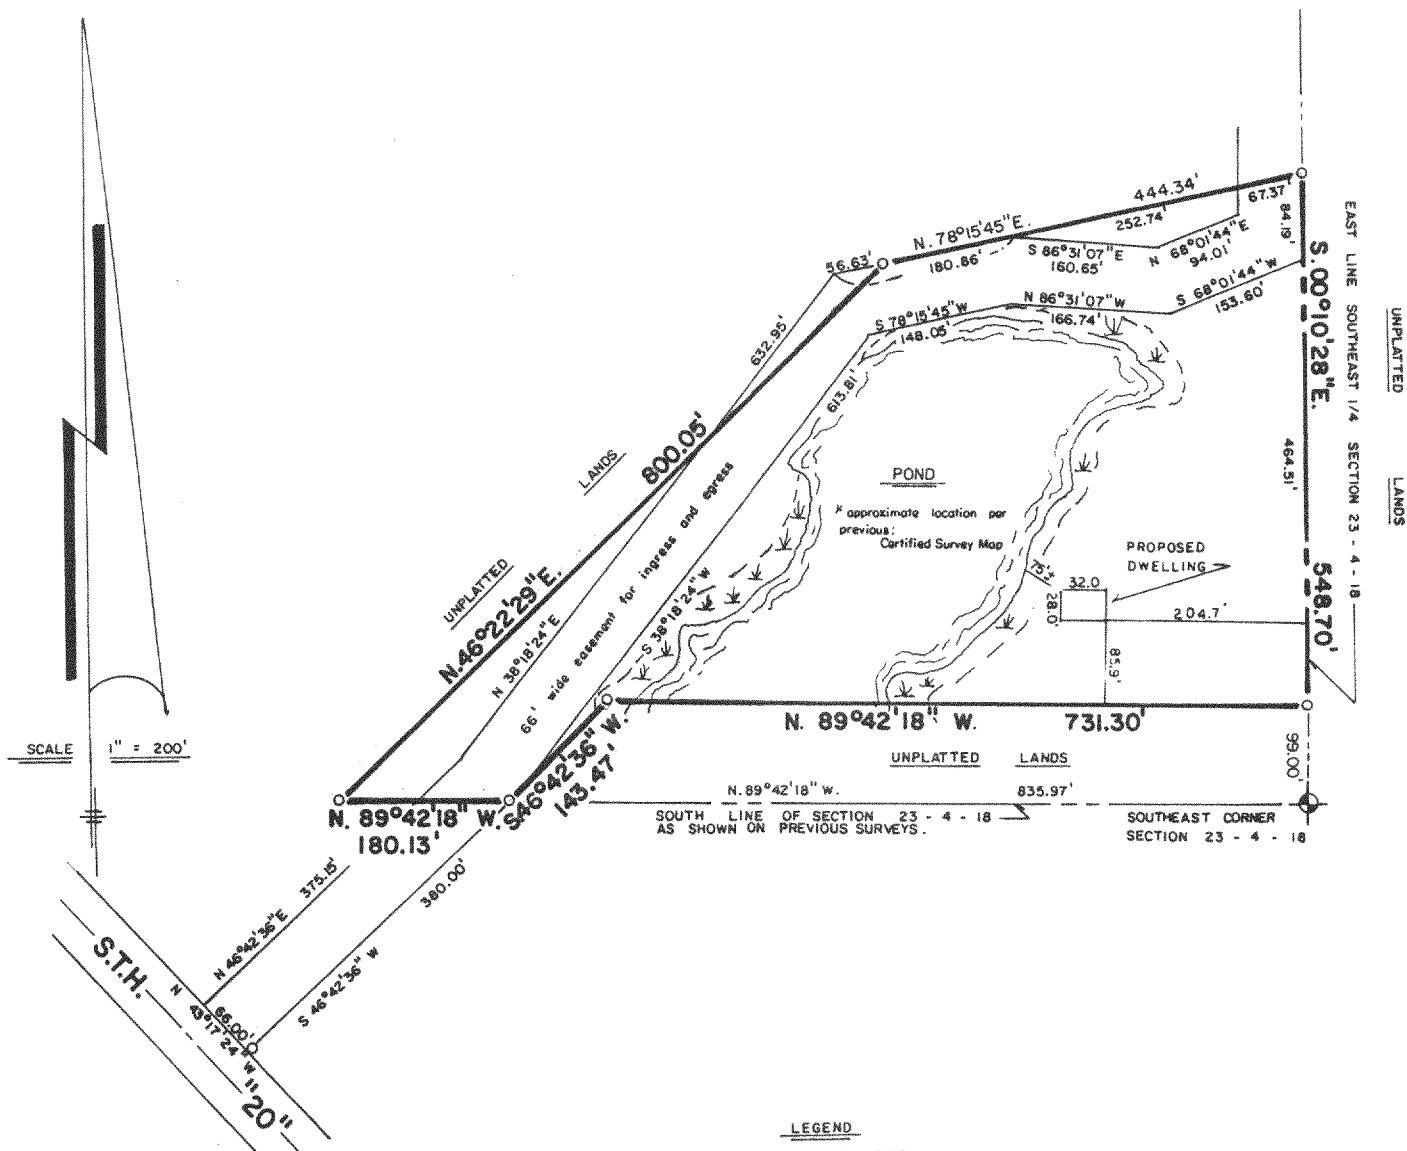 444.34'
67.37'
252.74'
84.19'
N. 78°15'45"E.
S 86°31'07"E
160.65'
N 68°01'44"E
94.01'
56.63'
180.86'
S 68°01'44"W
153.60'
N 86°31'07"W
166.74'
S 78°15'45"W
148.05'
S. 00°10'28"E.
548.70'
464.51'
EAST LINE SOUTHEAST 1/4 SECTION 23 - 4 - 18
UNPLATTED LANDS
632.95'
613.81'
800.05'
N.46°22'29"E.
UNPLATTED LANDS
N 38°18'24"E
66' wide easement for ingress and egress
S 38°18'24"W
POND
* approximate location per
previous:
Certified Survey Map
PROPOSED
DWELLING
75'±
32.0
28.0'
204.7'
85.9'
N. 89°42'18" W. 731.30'
UNPLATTED LANDS
99.00'
SCALE 1" = 200'
N. 89°42'18" W.
180.13'
S46°42'36" W.
143.47'
N.89°42'18" W. 835.97'
SOUTH LINE OF SECTION 23 - 4 - 18
AS SHOWN ON PREVIOUS SURVEYS.
SOUTHEAST CORNER
SECTION 23 - 4 - 18
N 46°42'36"E 375.15'
S 46°42'36" W 380.00'
66.00'
N 43°17'24"W
S.T.H. "20"
LEGEND